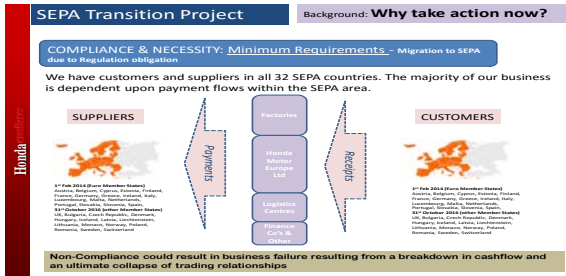 SEPA Transition Project
Background: Why take action now?
COMPLIANCE & NECESSITY: Minimum Requirements – Migration to SEPA
due to Regulation obligation
We have customers and suppliers in all 32 SEPA countries. The majority of our business
is dependent upon payment flows within the SEPA area.
SUPPLIERS
1st Feb 2014 (Euro Member States)
Austria, Belgium, Cyprus, Estonia, Finland,
France, Germany, Greece, Ireland, Italy,
Luxembourg, Malta, Netherlands,
Portugal, Slovakia, Slovenia, Spain,
31st October 2016 (other Member States)
UK, Bulgaria, Czech Republic, Denmark,
Hungary, Iceland, Latvia, Liechtenstein,
Lithuania, Monaco, Norway, Poland,
Romania, Sweden, Switzerland
Payments
Factories
Honda
Motor
Europe
Ltd
Logistics
Centres
Finance
Co's &
Other
Receipts
CUSTOMERS
1st Feb 2014 (Euro Member States)
Austria, Belgium, Cyprus, Estonia, Finland,
France, Germany, Greece, Ireland, Italy,
Luxembourg, Malta, Netherlands,
Portugal, Slovakia, Slovenia, Spain,
31st October 2016 (other Member States)
UK, Bulgaria, Czech Republic, Denmark,
Hungary, Iceland, Latvia, Liechtenstein,
Lithuania, Monaco, Norway, Poland,
Romania, Sweden, Switzerland
Honda
Non-Compliance could result in business failure resulting from a breakdown in cashflow and
an ultimate collapse of trading relationships